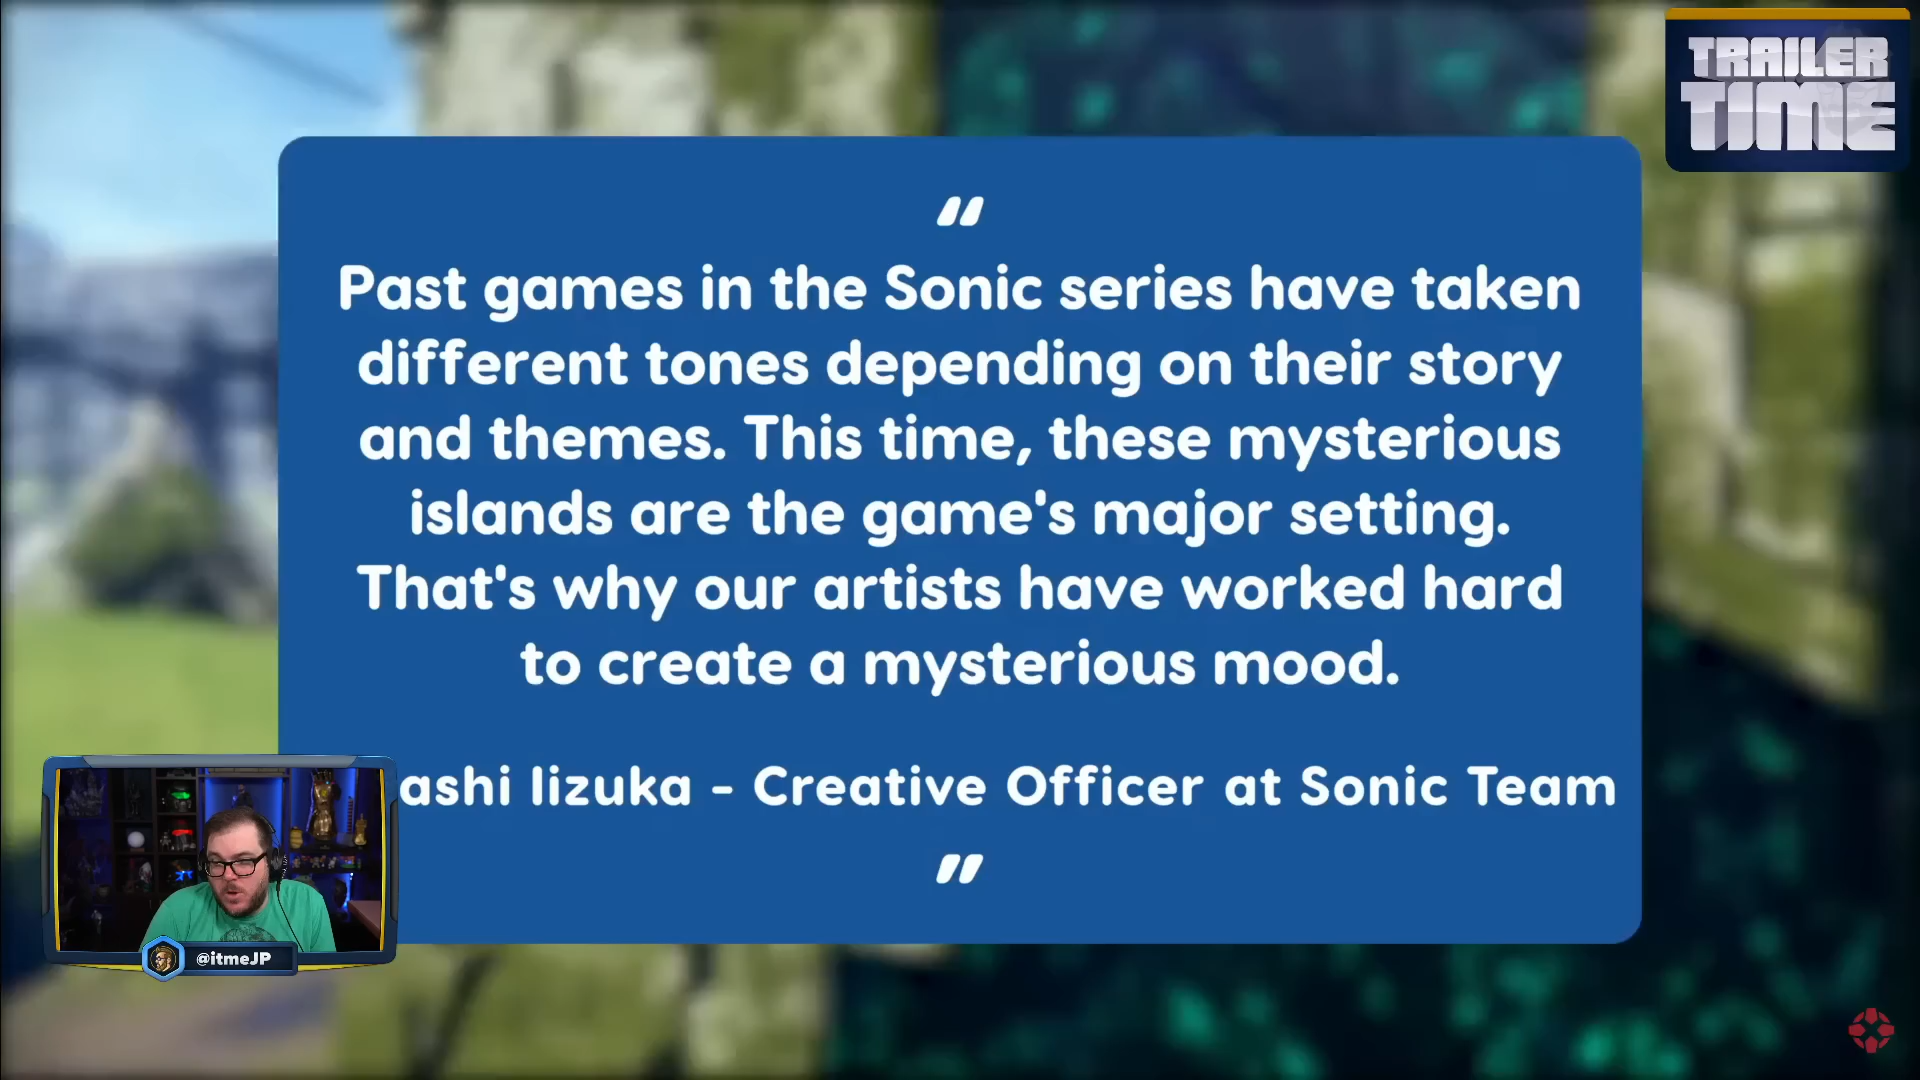 TRAILER
TIME
“
Past games in the Sonic series have taken
different tones depending on their story
and themes. This time, these mysterious
islands are the game's major setting.
That's why our artists have worked hard
to create a mysterious mood.
ashi Iizuka - Creative Officer at Sonic Team
”
@itmeJP